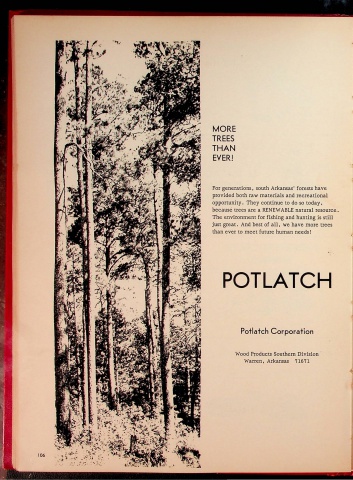 MORE
TREES
THAN
EVER!
For generations, south Arkansas' forests have
provided both raw materials and recreational
opportunity. They continue to do so today,
because trees are a RENEWABLE natural resource.
The environment for fishing and hunting is still
just great. And best of all, we have more trees
than ever to meet future human needs!
POTLATCH
Potlatch Corporation
Wood Products Southern Division
Warren, Arkansas 71671
106